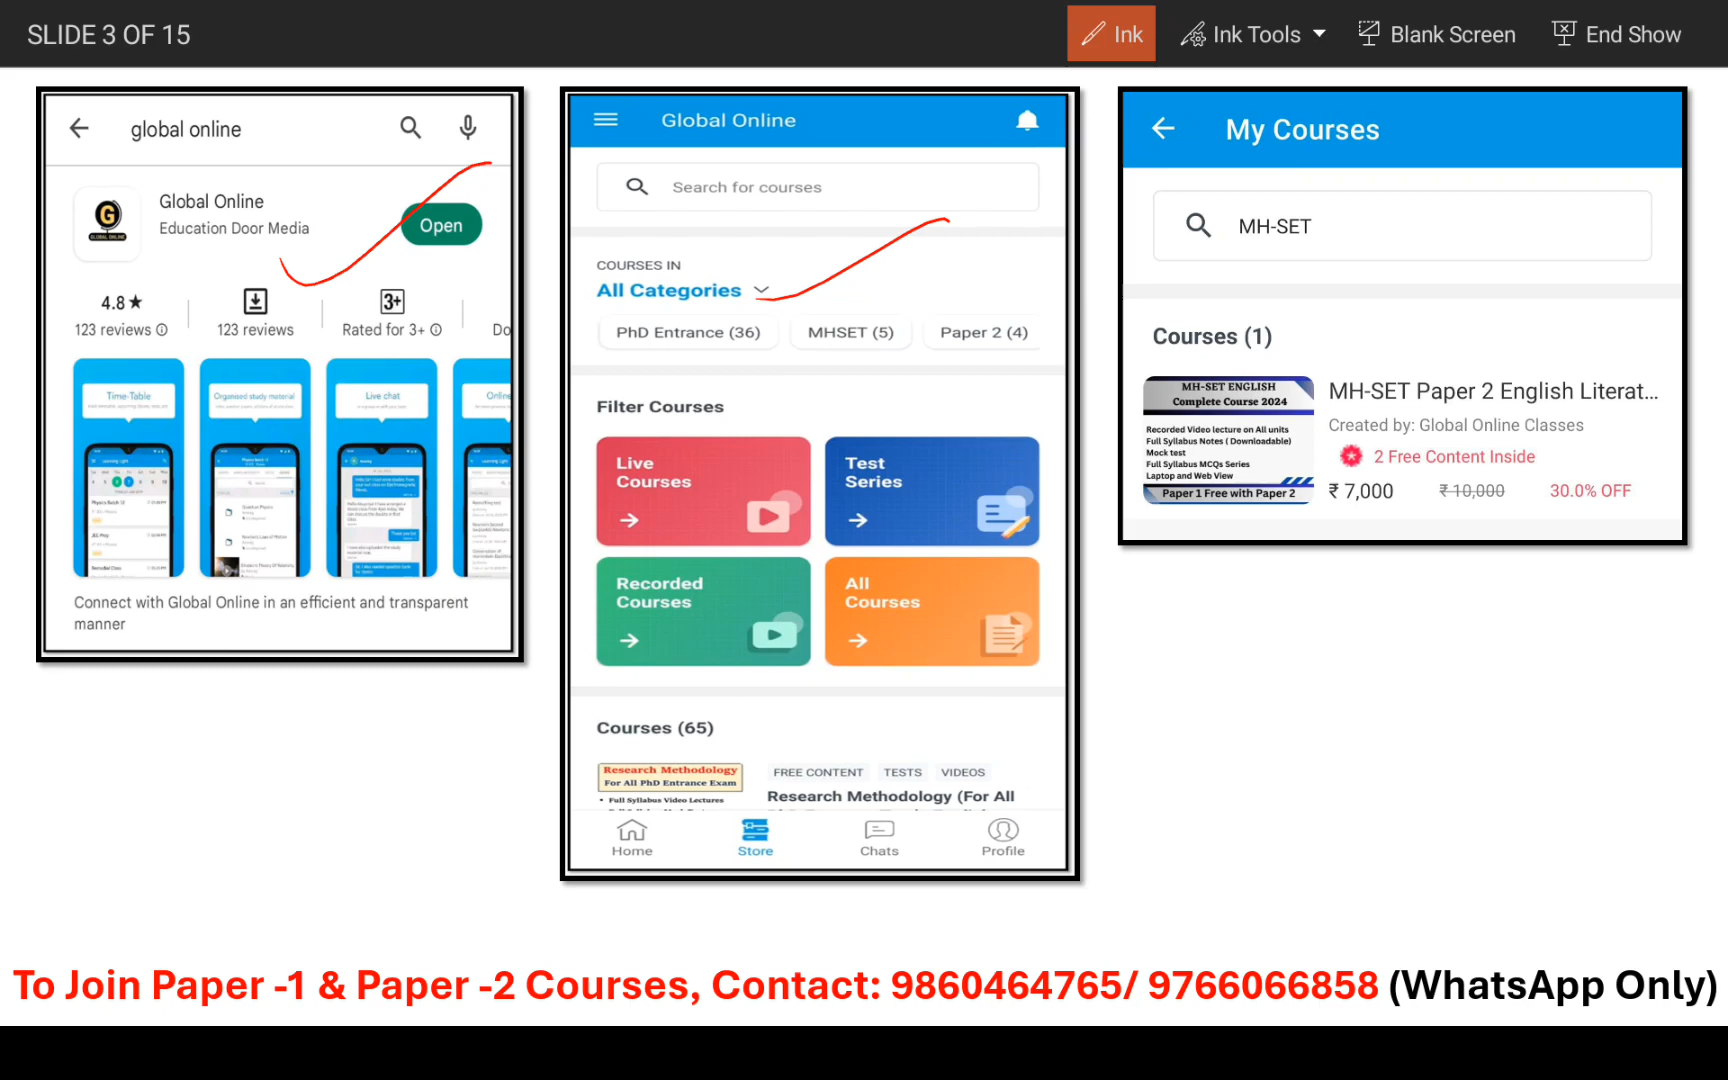 SLIDE 3 OF 15
Ink
Ink Tools
Blank Screen
End Show
global online
Global Online
Education Door Media
Open
4.8★
123 reviews
123 reviews
3+
Rated for 3+
Do
Time-Table
Organised study material
Live chat
Online
Connect with Global Online in an efficient and transparent
manner
Global Online
Search for courses
COURSES IN
All Categories
PhD Entrance (36)
MHSET (5)
Paper 2 (4)
Filter Courses
Live
Courses
Test
Series
Recorded
Courses
All
Courses
Courses (65)
Research Methodology
For All PhD Entrance Exam
• Full Syllabus Video Lectures
FREE CONTENT TESTS VIDEOS
Research Methodology (For All
Home
Store
Chats
Profile
My Courses
MH-SET
Courses (1)
MH-SET ENGLISH
Complete Course 2024
Recorded Video lecture on All units
Full Syllabus Notes ( Downloadable)
Mock test
Full Syllabus MCQs Series
Laptop and Web View
Paper 1 Free with Paper 2
MH-SET Paper 2 English Literat...
Created by: Global Online Classes
2 Free Content Inside
₹ 7,000 ₹ 10,000 30.0% OFF
To Join Paper -1 & Paper -2 Courses, Contact: 9860464765/ 9766066858 (WhatsApp Only)